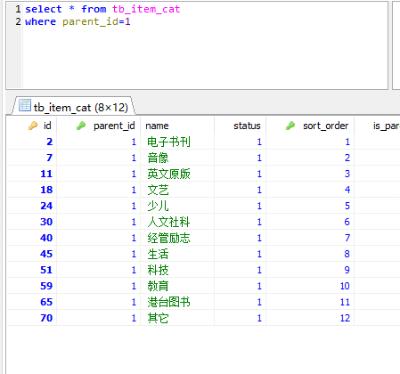 1 select * from tb_item_cat
2 where parent_id=1
tb_item_cat (8×12)
id parent_id name status sort_order is_par
2 1 电子书刊 1 1
7 1 音像 1 2
11 1 英文原版 1 3
18 1 文艺 1 4
24 1 少儿 1 5
30 1 人文社科 1 6
40 1 经管励志 1 7
45 1 生活 1 8
51 1 科技 1 9
59 1 教育 1 10
65 1 港台图书 1 11
70 1 其它 1 12